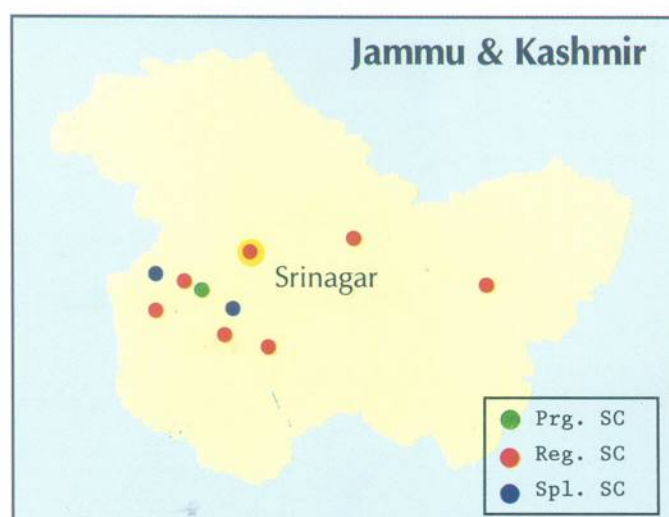 Jammu & Kashmir
Srinagar
Prg. SC
Reg. SC
Spl. SC